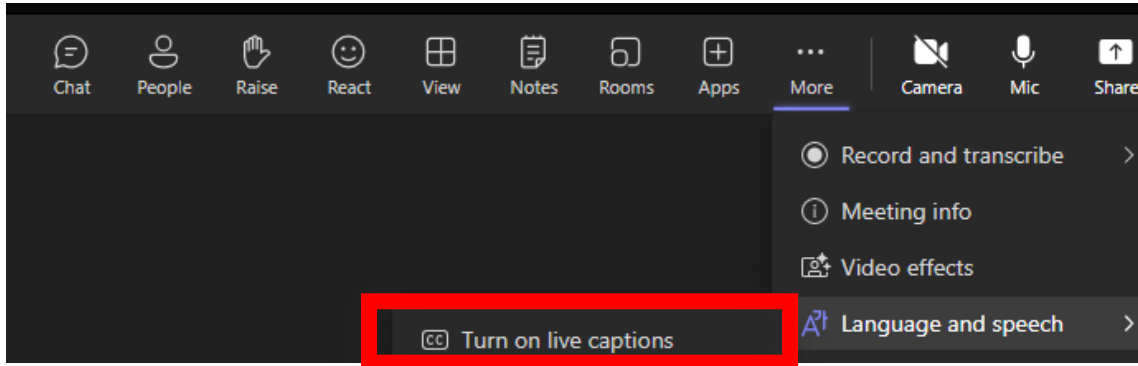 Chat People Raise React View Notes Rooms Apps More Camera Mic Share
Record and transcribe
Meeting info
Video effects
Language and speech
CC Turn on live captions